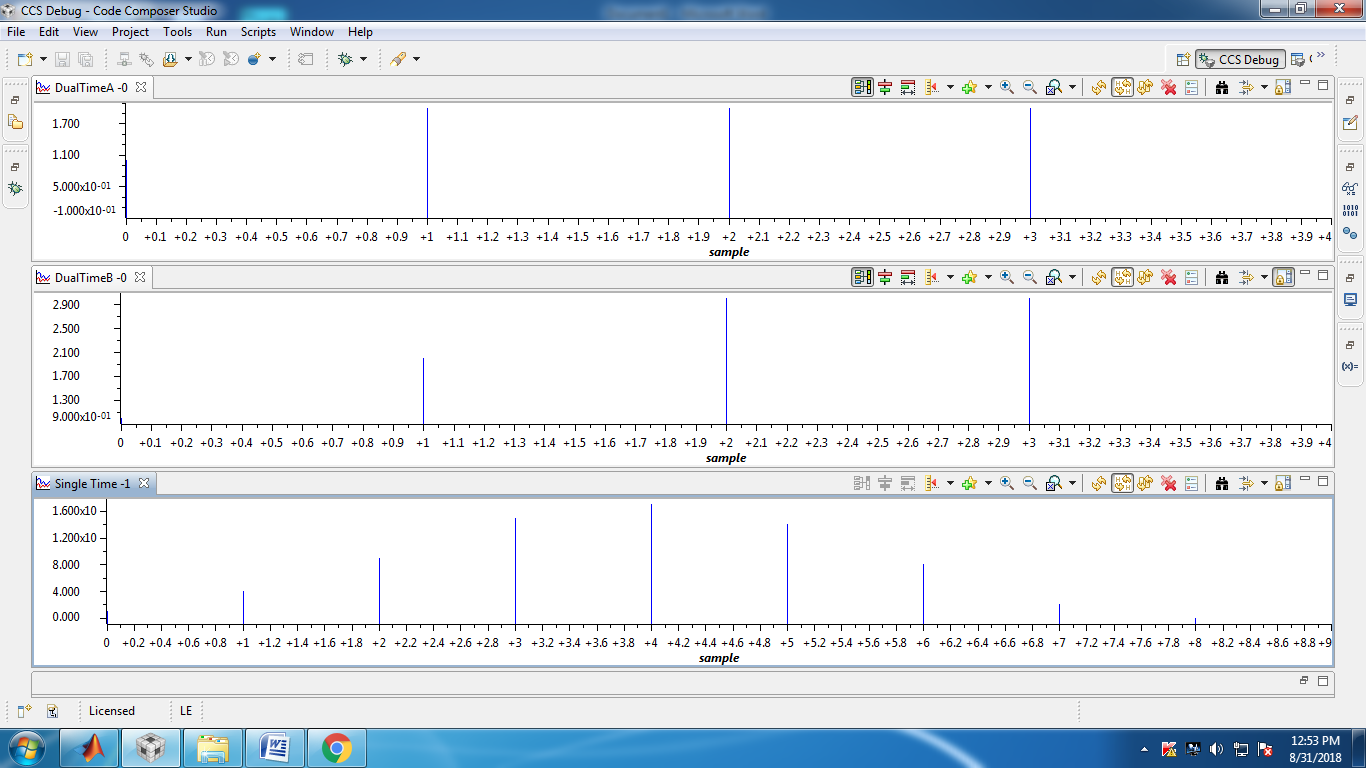 CCS Debug - Code Composer Studio
File Edit View Project Tools Run Scripts Window Help
CCS Debug
DualTimeA -0
1.700
1.100
5.000x10-01
-1.000x10-01
0 +0.1 +0.2 +0.3 +0.4 +0.5 +0.6 +0.7 +0.8 +0.9 +1 +1.1 +1.2 +1.3 +1.4 +1.5 +1.6 +1.7 +1.8 +1.9 +2 +2.1 +2.2 +2.3 +2.4 +2.5 +2.6 +2.7 +2.8 +2.9 +3 +3.1 +3.2 +3.3 +3.4 +3.5 +3.6 +3.7 +3.8 +3.9 +4
sample
DualTimeB -0
2.900
2.500
2.100
1.700
1.300
9.000x10-01
0 +0.1 +0.2 +0.3 +0.4 +0.5 +0.6 +0.7 +0.8 +0.9 +1 +1.1 +1.2 +1.3 +1.4 +1.5 +1.6 +1.7 +1.8 +1.9 +2 +2.1 +2.2 +2.3 +2.4 +2.5 +2.6 +2.7 +2.8 +2.9 +3 +3.1 +3.2 +3.3 +3.4 +3.5 +3.6 +3.7 +3.8 +3.9 +4
sample
Single Time -1
1.600x10
1.200x10
8.000
4.000
0.000
0 +0.2 +0.4 +0.6 +0.8 +1 +1.2 +1.4 +1.6 +1.8 +2 +2.2 +2.4 +2.6 +2.8 +3 +3.2 +3.4 +3.6 +3.8 +4 +4.2 +4.4 +4.6 +4.8 +5 +5.2 +5.4 +5.6 +5.8 +6 +6.2 +6.4 +6.6 +6.8 +7 +7.2 +7.4 +7.6 +7.8 +8 +8.2 +8.4 +8.6 +8.8 +9
sample
Licensed LE
12:53 PM
8/31/2018